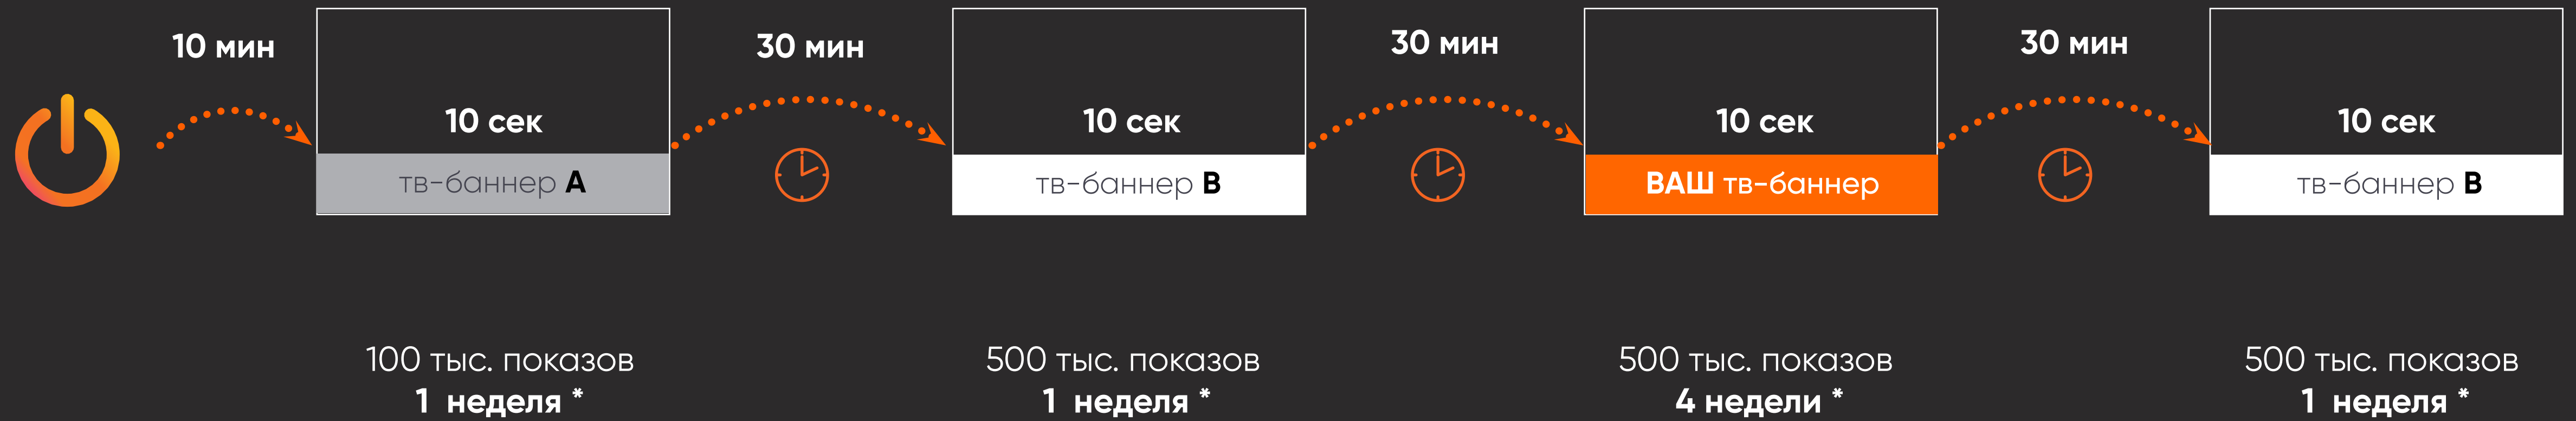 10 мин
10 сек
тв-баннер A
100 тыс. показов
1 неделя *
30 мин
10 сек
тв-баннер B
500 тыс. показов
1 неделя *
30 мин
10 сек
ВАШ тв-баннер
500 тыс. показов
4 недели *
30 мин
10 сек
тв-баннер B
500 тыс. показов
1 неделя *